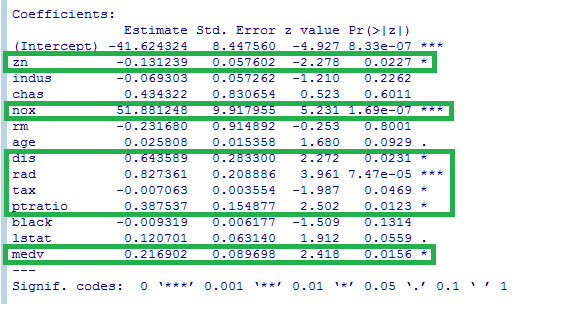 Coefficients:
Estimate Std. Error z value Pr(>|z|)
(Intercept) -41.624324 8.447560 -4.927 8.33e-07 ***
zn -0.131239 0.057602 -2.278 0.0227 *
indus -0.069303 0.057262 -1.210 0.2262
chas 0.434322 0.830654 0.523 0.6011
nox 51.881248 9.917955 5.231 1.69e-07 ***
rm -0.231680 0.914892 -0.253 0.8001
age 0.025808 0.015358 1.680 0.0929 .
dis 0.643589 0.283300 2.272 0.0231 *
rad 0.827361 0.208886 3.961 7.47e-05 ***
tax -0.007063 0.003554 -1.987 0.0469 *
ptratio 0.387537 0.154877 2.502 0.0123 *
black -0.009319 0.006177 -1.509 0.1314
lstat 0.120701 0.063140 1.912 0.0559 .
medv 0.216902 0.089698 2.418 0.0156 *
---
Signif. codes: 0 ‘***’ 0.001 ‘**’ 0.01 ‘*’ 0.05 ‘.’ 0.1 ‘ ’ 1